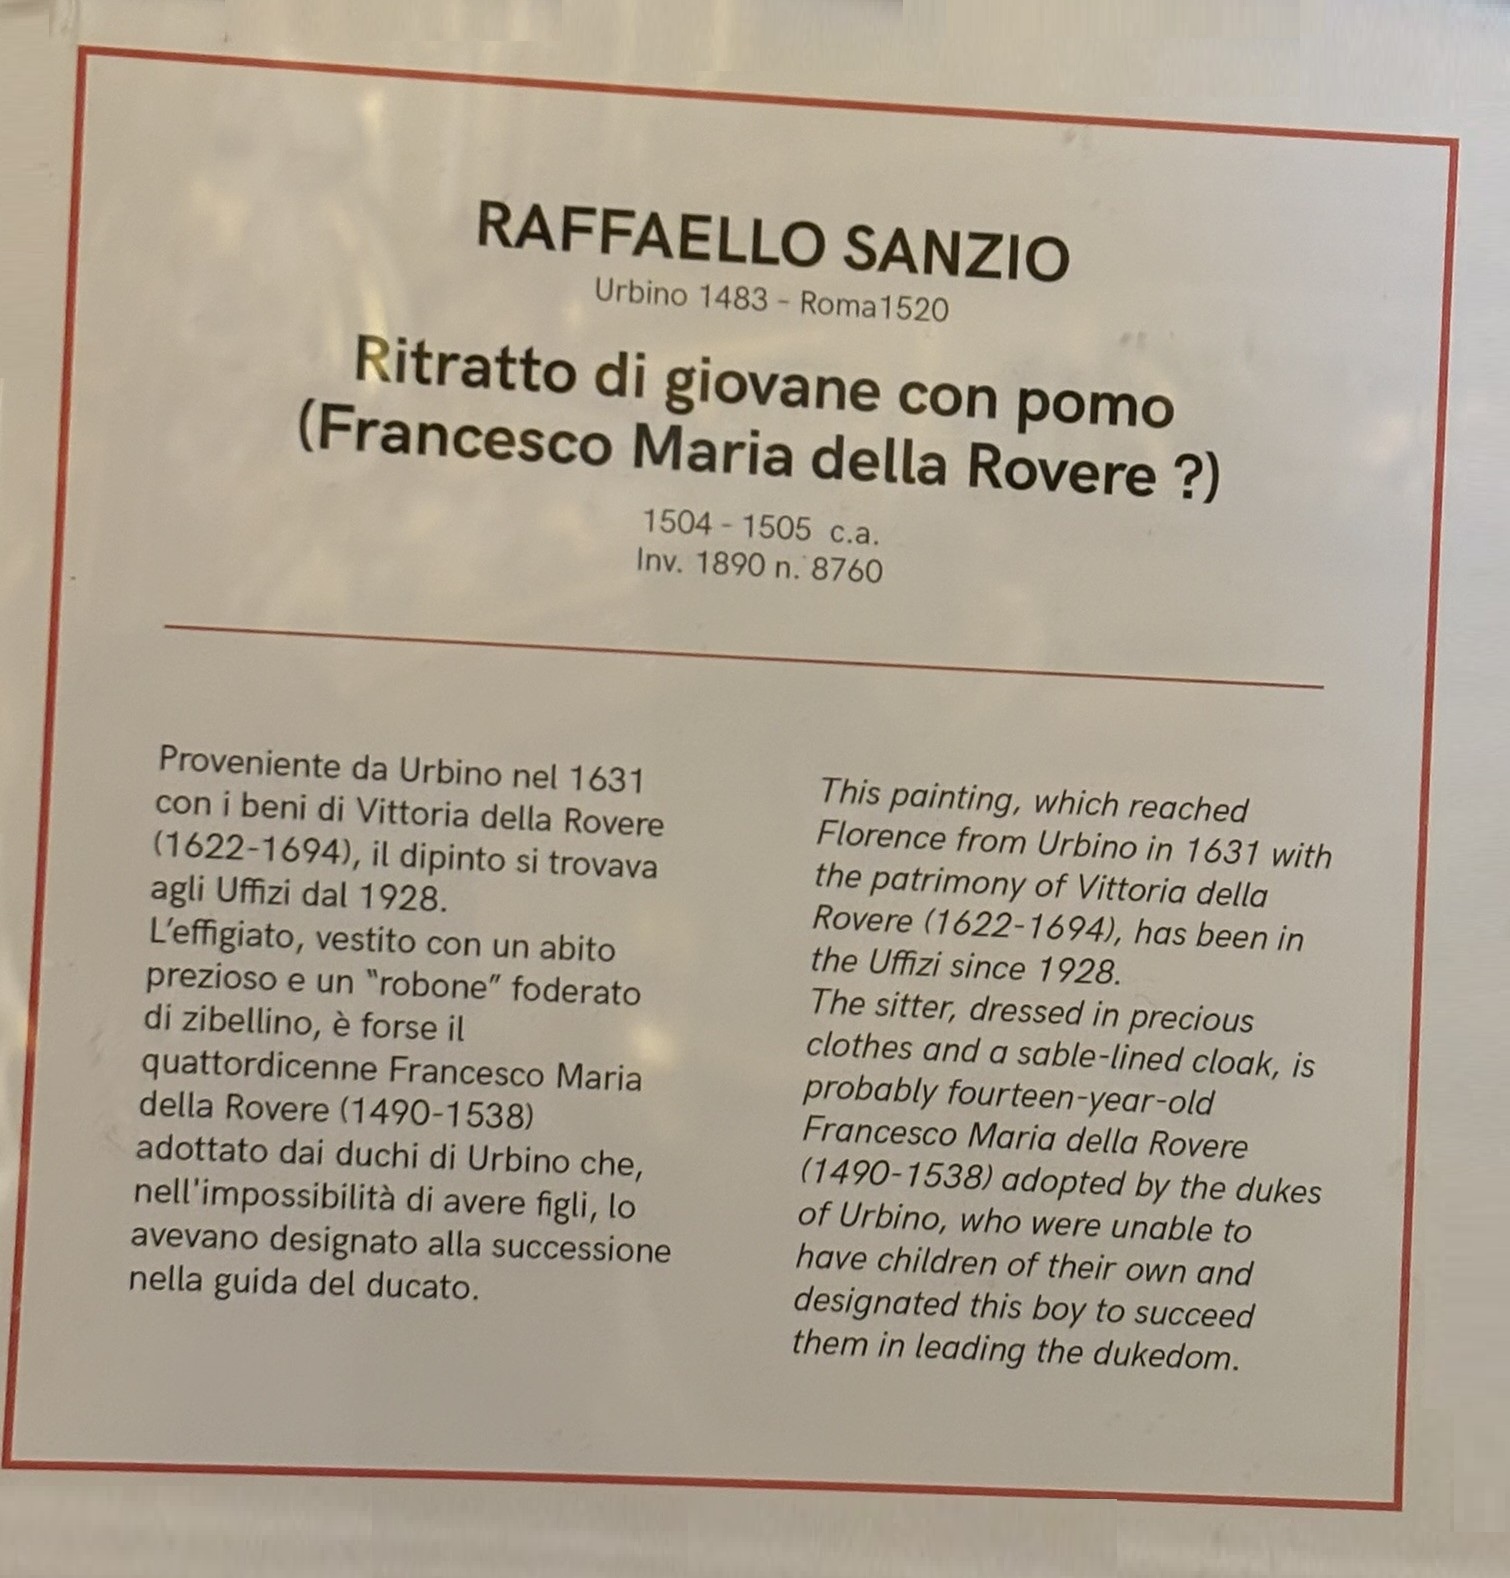 RAFFAELLO SANZIO
Urbino 1483 - Roma1520
Ritratto di giovane con pomo
(Francesco Maria della Rovere ?)
1504 - 1505 c.a.
Inv. 1890 n. 8760
Proveniente da Urbino nel 1631
con i beni di Vittoria della Rovere
(1622-1694), il dipinto si trovava
agli Uffizi dal 1928.
L'effigiato, vestito con un abito
prezioso e un "robone" foderato
di zibellino, è forse il
quattordicenne Francesco Maria
della Rovere (1490-1538)
adottato dai duchi di Urbino che,
nell'impossibilità di avere figli, lo
avevano designato alla successione
nella guida del ducato.
This painting, which reached
Florence from Urbino in 1631 with
the patrimony of Vittoria della
Rovere (1622-1694), has been in
the Uffizi since 1928.
The sitter, dressed in precious
clothes and a sable-lined cloak, is
probably fourteen-year-old
Francesco Maria della Rovere
(1490-1538) adopted by the dukes
of Urbino, who were unable to
have children of their own and
designated this boy to succeed
them in leading the dukedom.